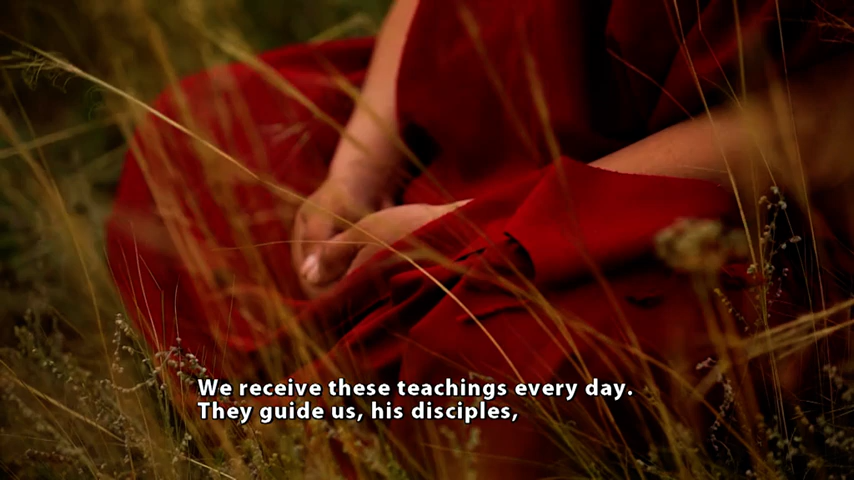 We receive these teachings every day.
They guide us, his disciples,